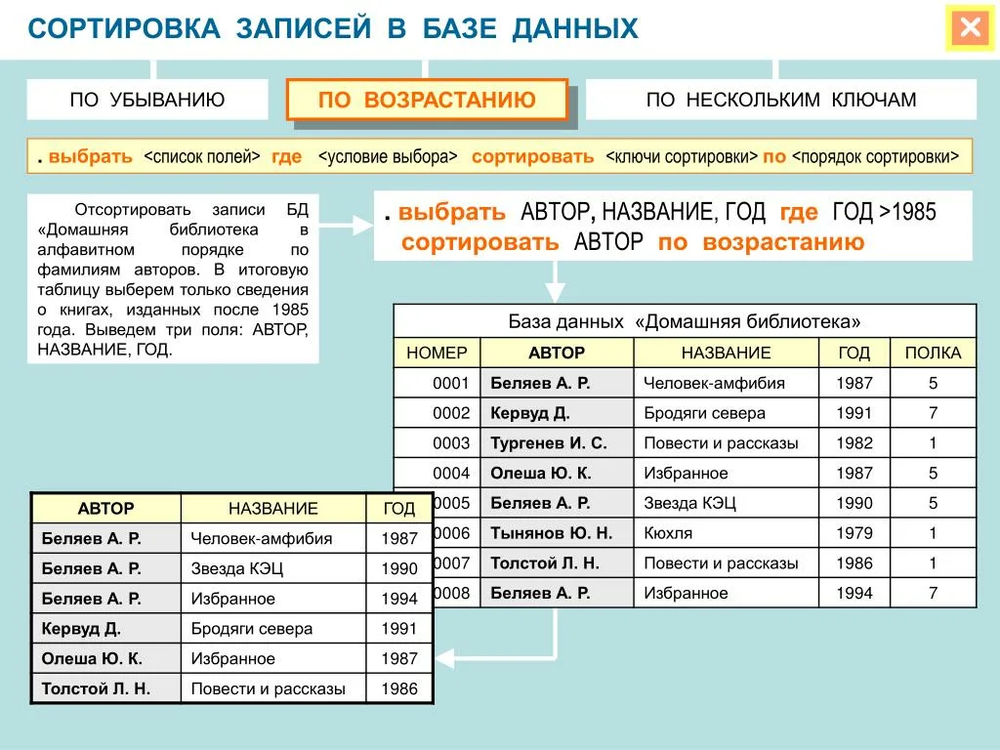 СОРТИРОВКА ЗАПИСЕЙ В БАЗЕ ДАННЫХ
ПО УБЫВАНИЮ
ПО ВОЗРАСТАНИЮ
ПО НЕСКОЛЬКИМ КЛЮЧАМ
. выбрать <список полей> где <условие выбора> сортировать <ключи сортировки> по <порядок сортировки>
Отсортировать записи БД
«Домашняя библиотека в
алфавитном порядке по
фамилиям авторов. В итоговую
таблицу выберем только сведения
о книгах, изданных после 1985
года. Выведем три поля: АВТОР,
НАЗВАНИЕ, ГОД.
. выбрать АВТОР, НАЗВАНИЕ, ГОД где ГОД >1985
сортировать АВТОР по возрастанию
База данных «Домашняя библиотека»
НОМЕР АВТОР НАЗВАНИЕ ГОД ПОЛКА
0001 Беляев А. Р. Человек-амфибия 1987 5
0002 Кервуд Д. Бродяги севера 1991 7
0003 Тургенев И. С. Повести и рассказы 1982 1
0004 Олеша Ю. К. Избранное 1987 5
0005 Беляев А. Р. Звезда КЭЦ 1990 5
0006 Тынянов Ю. Н. Кюхля 1979 1
0007 Толстой Л. Н. Повести и рассказы 1986 1
0008 Беляев А. Р. Избранное 1994 7
АВТОР НАЗВАНИЕ ГОД
Беляев А. Р. Человек-амфибия 1987
Беляев А. Р. Звезда КЭЦ 1990
Беляев А. Р. Избранное 1994
Кервуд Д. Бродяги севера 1991
Олеша Ю. К. Избранное 1987
Толстой Л. Н. Повести и рассказы 1986